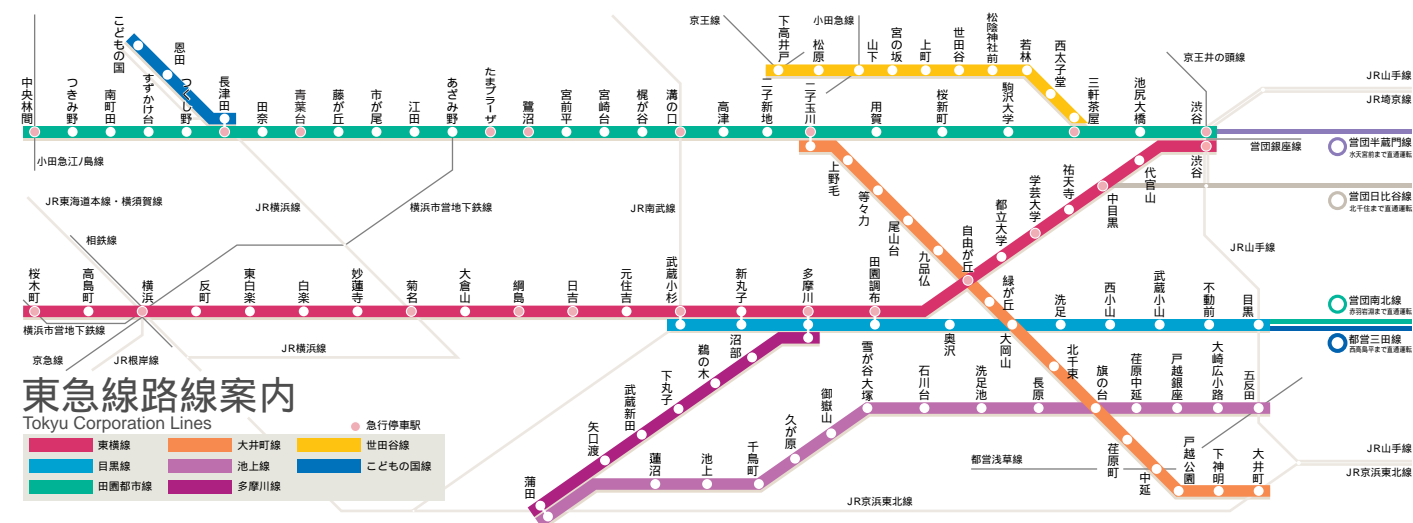 京王線
小田急線
京王井の頭線
JR山手線
JR埼京線
下高井戸
松原
山下
宮の坂
上町
世田谷
松陰神社前
若林
西太子堂
三軒茶屋
こどもの国
恩田
長津田
中央林間
つきみ野
南町田
すずかけ台
つくし野
田奈
青葉台
藤が丘
市が尾
江田
あざみ野
たまプラーザ
鷺沼
宮前平
宮崎台
梶が谷
溝の口
高津
二子新地
二子玉川
用賀
桜新町
駒沢大学
池尻大橋
渋谷
渋谷
営団銀座線
営団半蔵門線
水天宮前まで直通運転
小田急江ノ島線
JR東海道本線・横須賀線
JR横浜線
横浜市営地下鉄線
JR南武線
営団日比谷線
北千住まで直通運転
上野毛
等々力
尾山台
九品仏
自由が丘
緑が丘
大岡山
北千束
旗の台
荏原町
中延
戸越公園
下神明
大井町
代官山
中目黒
祐天寺
学芸大学
都立大学
JR山手線
相鉄線
桜木町
高島町
横浜
反町
東白楽
白楽
妙蓮寺
菊名
大倉山
綱島
日吉
元住吉
武蔵小杉
新丸子
多摩川
田園調布
奥沢
洗足
西小山
武蔵小山
不動前
目黒
営団南北線
赤羽岩淵まで直通運転
都営三田線
西高島平まで直通運転
横浜市営地下鉄線
京急線
JR根岸線
JR横浜線
沼部
鵜の木
下丸子
武蔵新田
矢口渡
蒲田
蓮沼
池上
千鳥町
久が原
御嶽山
雪が谷大塚
石川台
洗足池
長原
荏原中延
戸越銀座
大崎広小路
五反田
都営浅草線
JR京浜東北線
JR山手線
JR京浜東北線
東急線路線案内
Tokyu Corporation Lines
急行停車駅
東横線
大井町線
世田谷線
目黒線
池上線
こどもの国線
田園都市線
多摩川線